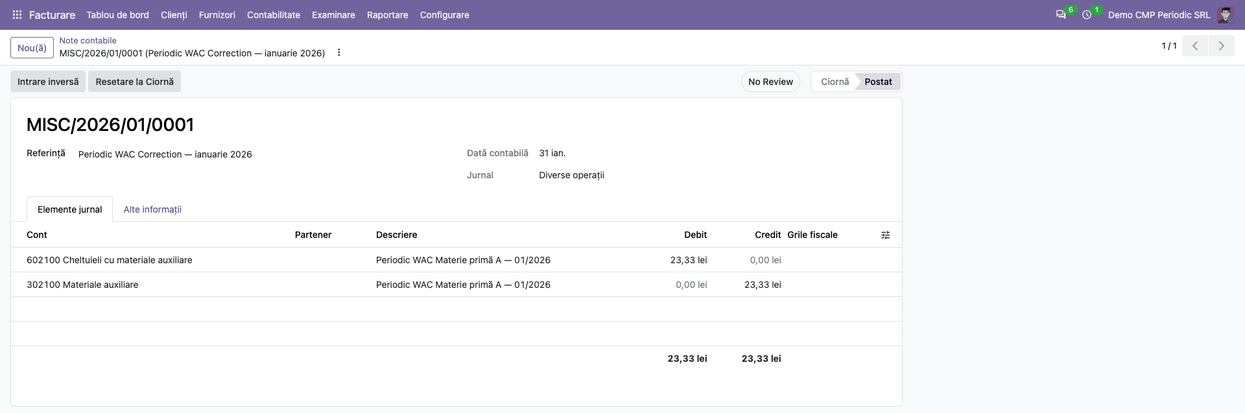 Facturare Tablou de bord Clienți Furnizori Contabilitate Examinare Raportare Configurare 6 1 Demo CMP Periodic SRL
Nou(ă) Note contabile
MISC/2026/01/0001 (Periodic WAC Correction — ianuarie 2026) 1 / 1
Intrare inversă Resetare la Ciornă No Review Ciornă Postat
MISC/2026/01/0001
Referință Periodic WAC Correction — ianuarie 2026 Dată contabilă 31 ian.
Jurnal Diverse operații
Elemente jurnal Alte informații
Cont Partener Descriere Debit Credit Grile fiscale
602100 Cheltuieli cu materiale auxiliare Periodic WAC Materie primă A — 01/2026 23,33 lei 0,00 lei
302100 Materiale auxiliare Periodic WAC Materie primă A — 01/2026 0,00 lei 23,33 lei
23,33 lei 23,33 lei